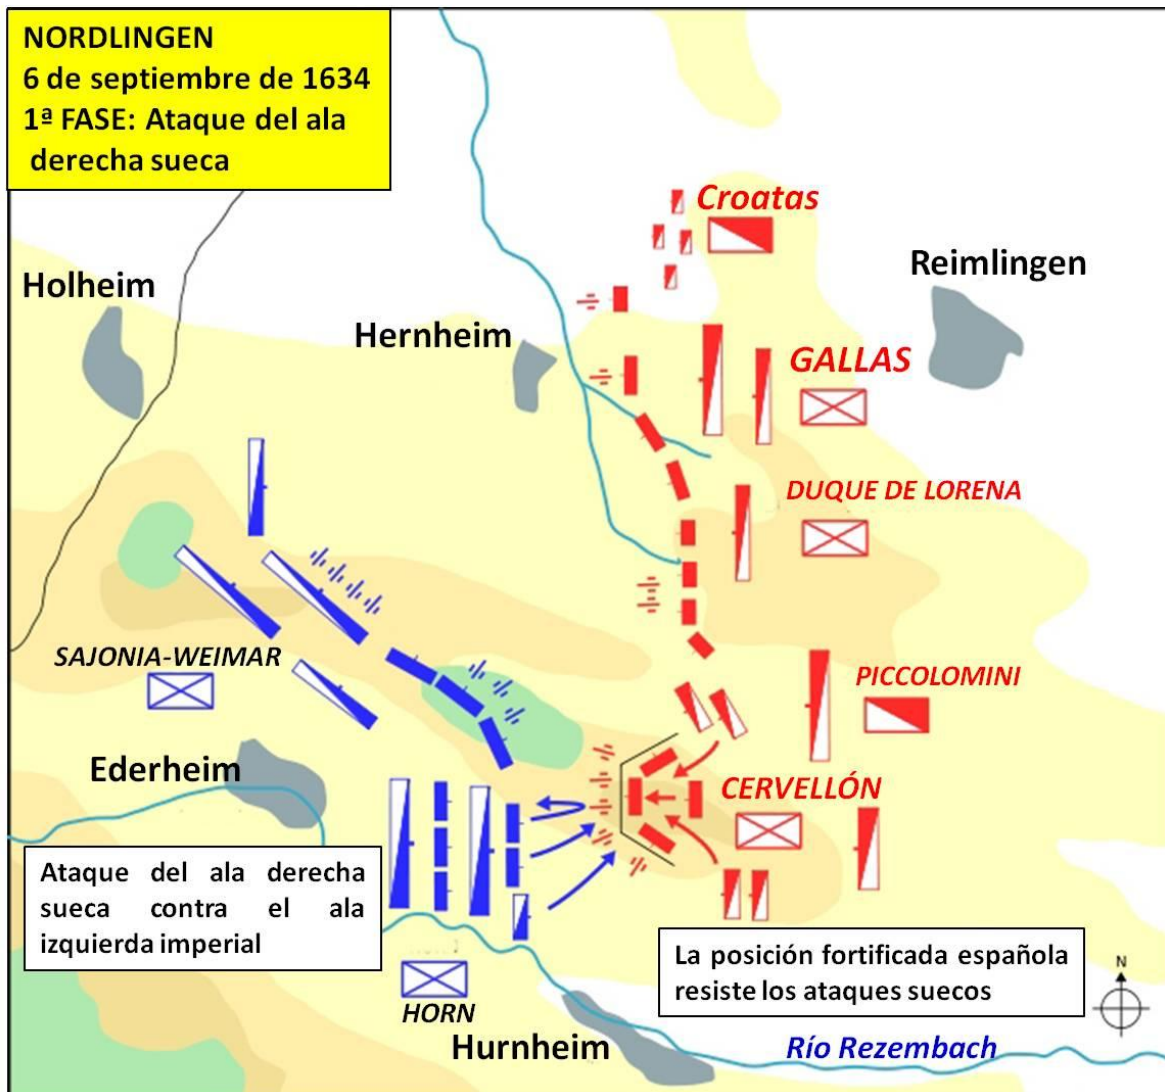 NORDLINGEN
6 de septiembre de 1634
1ª FASE: Ataque del ala
derecha sueca
Croatas
Reimlingen
Holheim
Hernheim
GALLAS
DUQUE DE LORENA
SAJONIA-WEIMAR
PICCOLOMINI
Ederheim
CERVELLÓN
Ataque del ala derecha
sueca contra el ala
izquierda imperial
La posición fortificada española
resiste los ataques suecos
N
HORN
Hurnheim
Río Rezembach